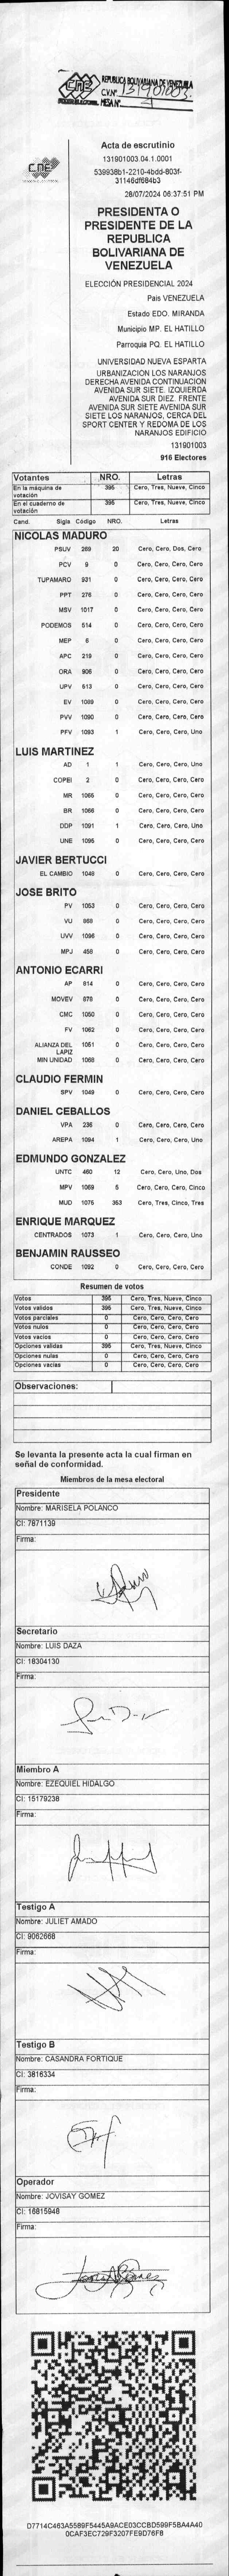 CNE
PODER ELECTORAL
REPUBLICA BOLIVARIANA DE VENEZUELA
C.V.Nº 131901003
MESA Nº 4
CNE
Acta de escrutinio
131901003.04.1.0001
539938b1-2210-4bdd-803f-
31146df684b3
28/07/2024 06:37:51 PM
PRESIDENTA O
PRESIDENTE DE LA
REPUBLICA
BOLIVARIANA DE
VENEZUELA
ELECCIÓN PRESIDENCIAL 2024
País VENEZUELA
Estado EDO. MIRANDA
Municipio MP. EL HATILLO
Parroquia PQ. EL HATILLO
UNIVERSIDAD NUEVA ESPARTA
URBANIZACION LOS NARANJOS
DERECHA AVENIDA CONTINUACION
AVENIDA SUR SIETE. IZQUIERDA
AVENIDA SUR DIEZ. FRENTE
AVENIDA SUR SIETE AVENIDA SUR
SIETE LOS NARANJOS, CERCA DEL
SPORT CENTER Y REDOMA DE LOS
NARANJOS EDIFICIO
131901003
916 Electores
Votantes NRO. Letras
En la máquina de votación 395 Cero, Tres, Nueve, Cinco
En el cuaderno de votación 395 Cero, Tres, Nueve, Cinco
Cand. Sigla Código NRO. Letras
NICOLAS MADURO
PSUV 269 20 Cero, Cero, Dos, Cero
PCV 9 0 Cero, Cero, Cero, Cero
TUPAMARO 931 0 Cero, Cero, Cero, Cero
PPT 276 0 Cero, Cero, Cero, Cero
MSV 1017 0 Cero, Cero, Cero, Cero
PODEMOS 514 0 Cero, Cero, Cero, Cero
MEP 6 0 Cero, Cero, Cero, Cero
APC 219 0 Cero, Cero, Cero, Cero
ORA 906 0 Cero, Cero, Cero, Cero
UPV 613 0 Cero, Cero, Cero, Cero
EV 1089 0 Cero, Cero, Cero, Cero
PVV 1090 0 Cero, Cero, Cero, Cero
PFV 1093 1 Cero, Cero, Cero, Uno
LUIS MARTINEZ
AD 1 1 Cero, Cero, Cero, Uno
COPEI 2 0 Cero, Cero, Cero, Cero
MR 1065 0 Cero, Cero, Cero, Cero
BR 1066 0 Cero, Cero, Cero, Cero
DDP 1091 1 Cero, Cero, Cero, Uno
UNE 1095 0 Cero, Cero, Cero, Cero
JAVIER BERTUCCI
EL CAMBIO 1048 0 Cero, Cero, Cero, Cero
JOSE BRITO
PV 1053 0 Cero, Cero, Cero, Cero
VU 868 0 Cero, Cero, Cero, Cero
UVV 1096 0 Cero, Cero, Cero, Cero
MPJ 458 0 Cero, Cero, Cero, Cero
ANTONIO ECARRI
AP 614 0 Cero, Cero, Cero, Cero
MOVEV 878 0 Cero, Cero, Cero, Cero
CMC 1050 0 Cero, Cero, Cero, Cero
FV 1062 0 Cero, Cero, Cero, Cero
ALIANZA DEL LAPIZ 1051 0 Cero, Cero, Cero, Cero
MIN UNIDAD 1068 0 Cero, Cero, Cero, Cero
CLAUDIO FERMIN
SPV 1049 0 Cero, Cero, Cero, Cero
DANIEL CEBALLOS
VPA 236 0 Cero, Cero, Cero, Cero
AREPA 1094 1 Cero, Cero, Cero, Uno
EDMUNDO GONZALEZ
UNTC 460 12 Cero, Cero, Uno, Dos
MPV 1069 5 Cero, Cero, Cero, Cinco
MUD 1075 353 Cero, Tres, Cinco, Tres
ENRIQUE MARQUEZ
CENTRADOS 1073 1 Cero, Cero, Cero, Uno
BENJAMIN RAUSSEO
CONDE 1092 0 Cero, Cero, Cero, Cero
Resumen de votos
Votos 395 Cero, Tres, Nueve, Cinco
Votos validos 395 Cero, Tres, Nueve, Cinco
Votos parciales 0 Cero, Cero, Cero, Cero
Votos nulos 0 Cero, Cero, Cero, Cero
Votos vacios 0 Cero, Cero, Cero, Cero
Opciones validas 395 Cero, Tres, Nueve, Cinco
Opciones nulas 0 Cero, Cero, Cero, Cero
Opciones vacias 0 Cero, Cero, Cero, Cero
Observaciones:
Se levanta la presente acta la cual firman en
señal de conformidad.
Miembros de la mesa electoral
Presidente
Nombre: MARISELA POLANCO
CI: 7871139
Firma:
Secretario
Nombre: LUIS DAZA
CI: 18304130
Firma:
Miembro A
Nombre: EZEQUIEL HIDALGO
CI: 15179238
Firma:
Testigo A
Nombre: JULIET AMADO
CI: 9062668
Firma:
Testigo B
Nombre: CASANDRA FORTIQUE
CI: 3816334
Firma:
Operador
Nombre: JOVISAY GOMEZ
CI: 16815948
Firma:
D7714C463A5589F5445A9ACE03CCBD599F5BA4A40
0CAF3EC729F3207FE9D76F8